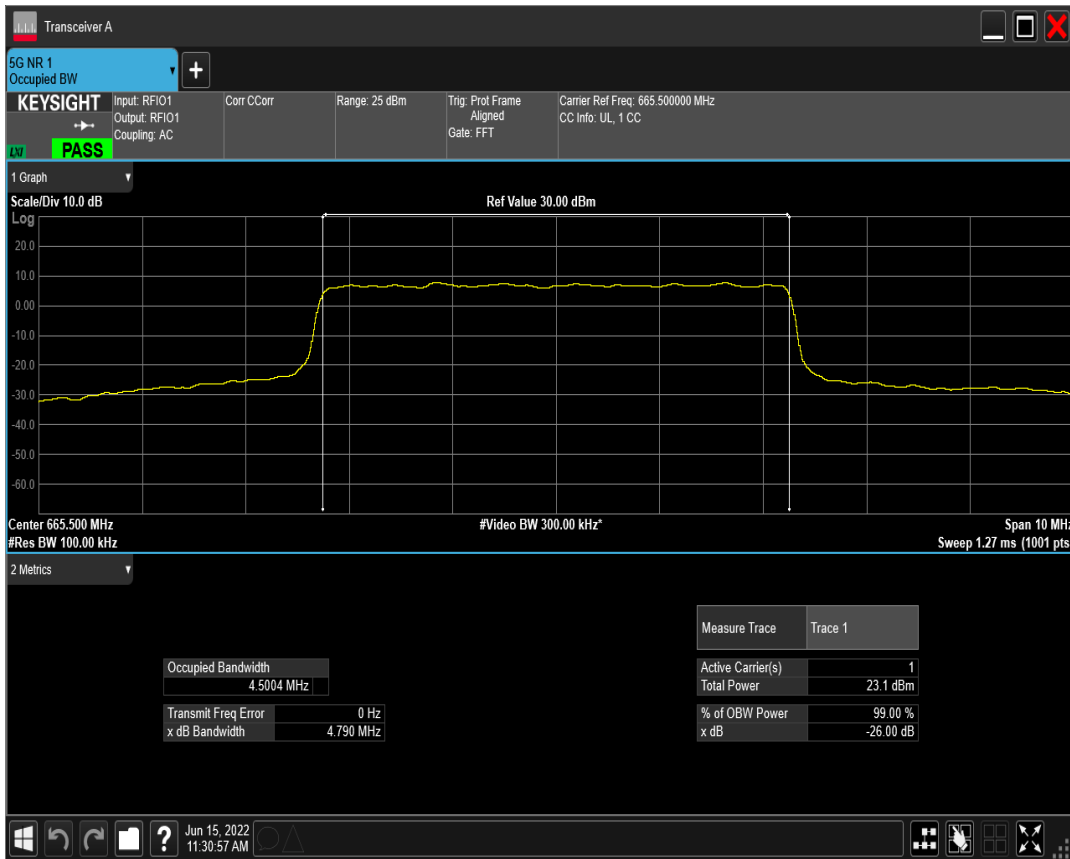 Transceiver A
5G NR 1
Occupied BW
+
KEYSIGHT
LXI
PASS
Input: RFIO1
Output: RFIO1
Coupling: AC
Corr CCorr
Range: 25 dBm
Trig: Prot Frame
Aligned
Gate: FFT
Carrier Ref Freq: 665.500000 MHz
CC Info: UL, 1 CC
1 Graph
Scale/Div 10.0 dB
Ref Value 30.00 dBm
Log
20.0
10.0
0.00
-10.0
-20.0
-30.0
-40.0
-50.0
-60.0
Center 665.500 MHz
#Video BW 300.00 kHz*
Span 10 MHz
#Res BW 100.00 kHz
Sweep 1.27 ms (1001 pts
2 Metrics
Measure Trace Trace 1
Occupied Bandwidth
4.5004 MHz
Active Carrier(s) 1
Total Power 23.1 dBm
Transmit Freq Error 0 Hz
x dB Bandwidth 4.790 MHz
% of OBW Power 99.00 %
x dB -26.00 dB
?
Jun 15, 2022
11:30:57 AM